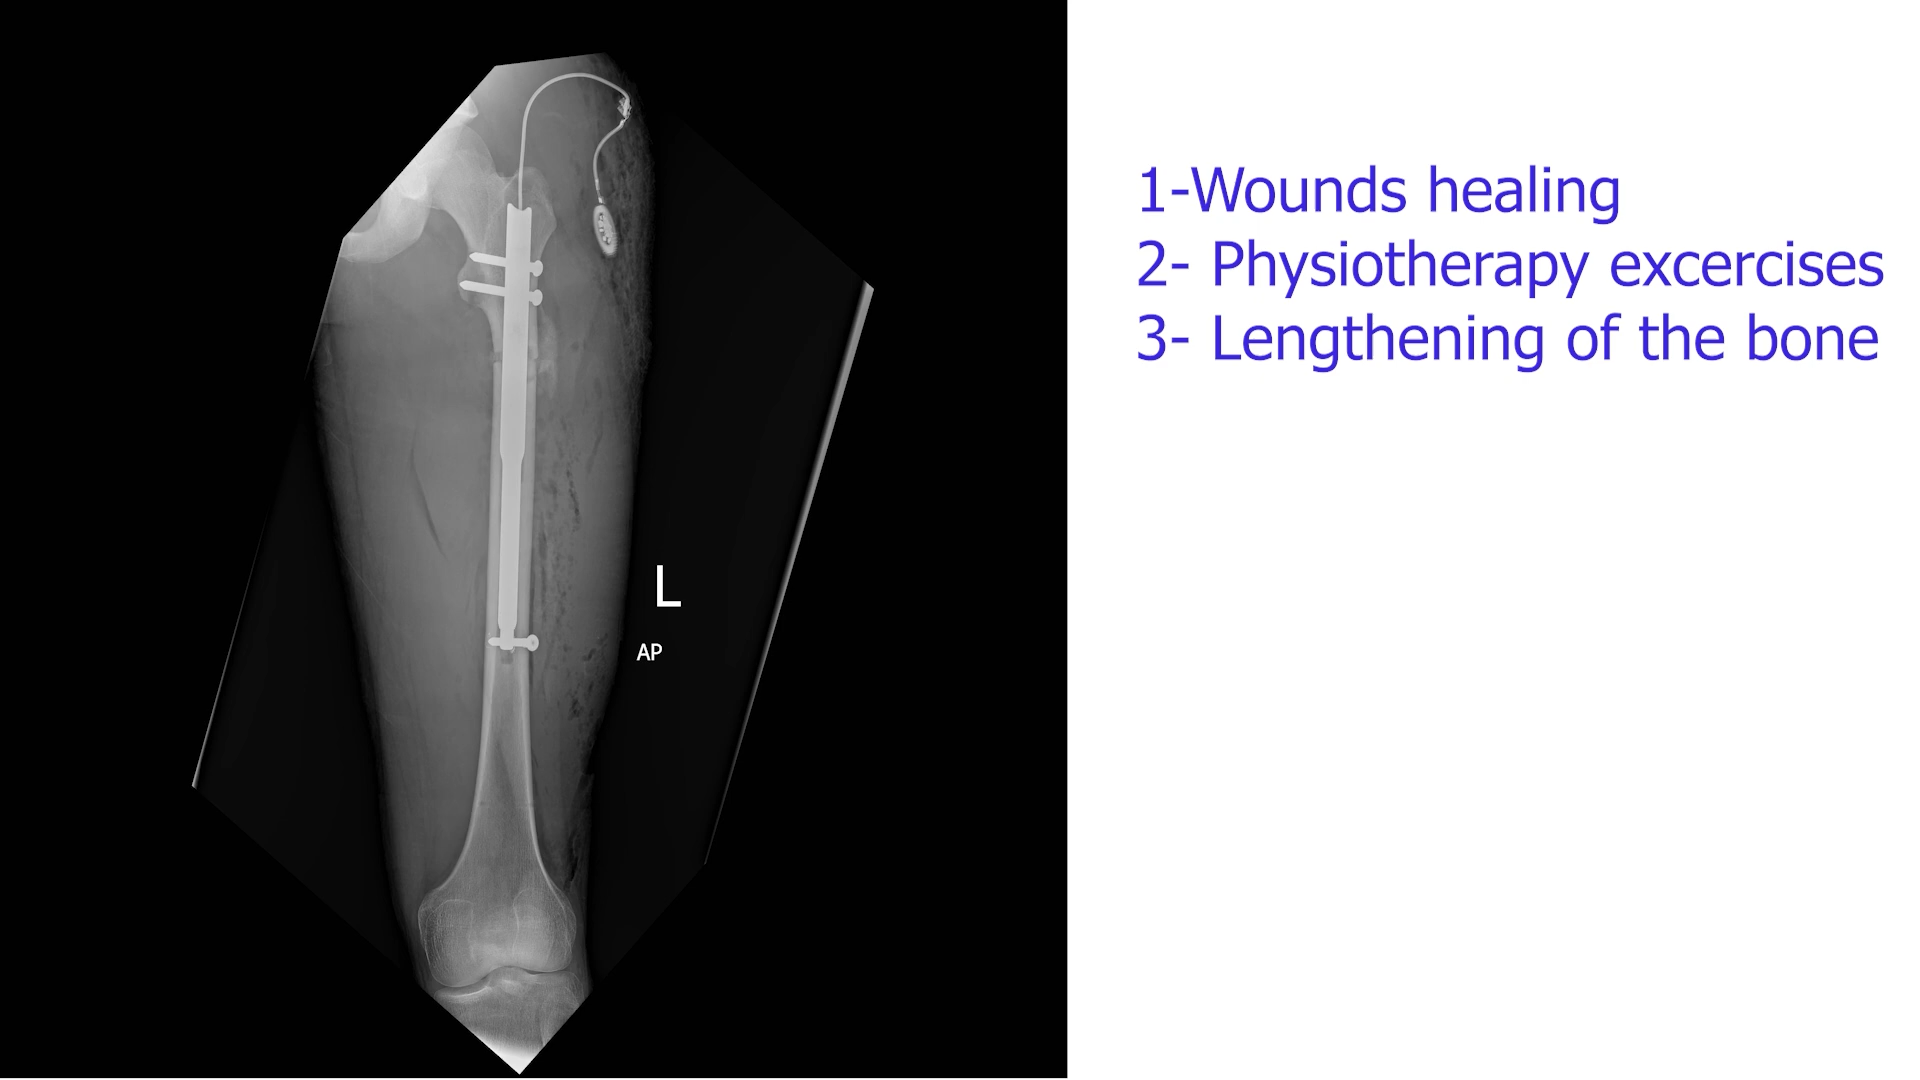 1-Wounds healing
2- Physiotherapy excercises
3- Lengthening of the bone
L
AP